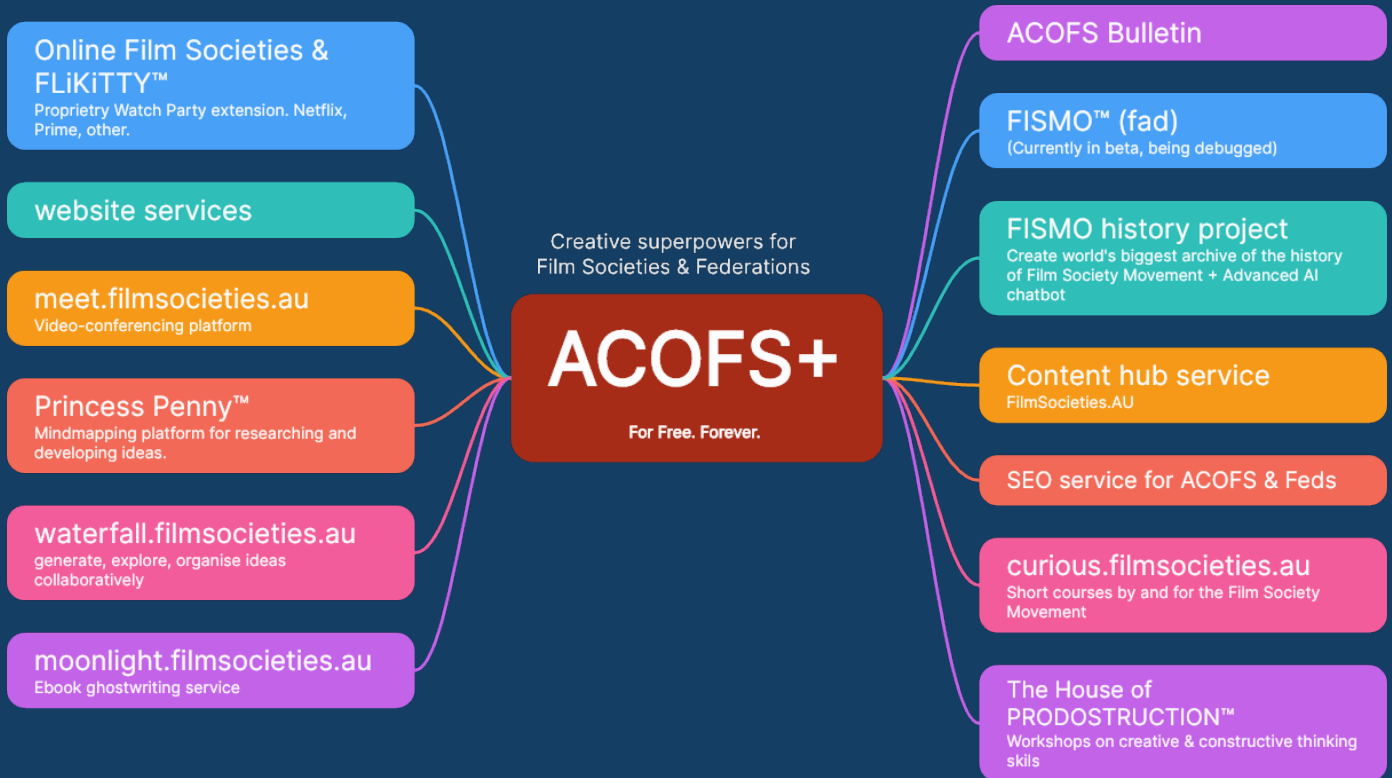 Online Film Societies &
FLiKiTTY™
Proprietry Watch Party extension. Netflix,
Prime, other.
website services
meet.filmsocieties.au
Video-conferencing platform
Princess Penny™
Mindmapping platform for researching and
developing ideas.
waterfall.filmsocieties.au
generate, explore, organise ideas
collaboratively
moonlight.filmsocieties.au
Ebook ghostwriting service
Creative superpowers for
Film Societies & Federations
ACOFS+
For Free. Forever.
ACOFS Bulletin
FISMO™ (fad)
(Currently in beta, being debugged)
FISMO history project
Create world's biggest archive of the history
of Film Society Movement + Advanced AI
chatbot
Content hub service
FilmSocieties.AU
SEO service for ACOFS & Feds
curious.filmsocieties.au
Short courses by and for the Film Society
Movement
The House of
PRODOSTRUCTION™
Workshops on creative & constructive thinking
skils